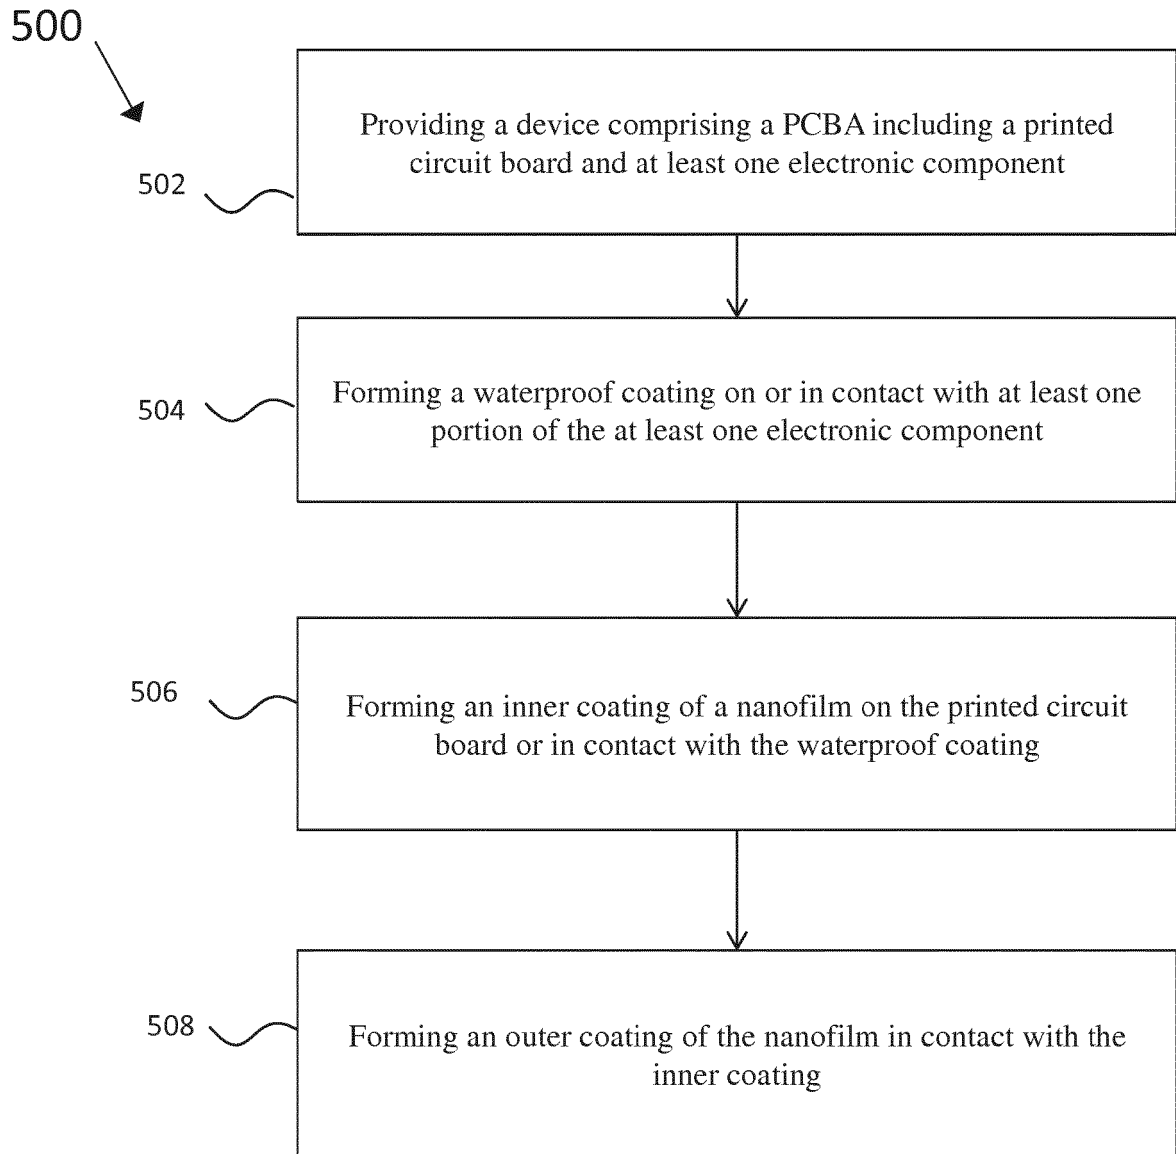 500
Providing a device comprising a PCBA including a printed
circuit board and at least one electronic component
502
Forming a waterproof coating on or in contact with at least one
portion of the at least one electronic component
504
Forming an inner coating of a nanofilm on the printed circuit
board or in contact with the waterproof coating
506
Forming an outer coating of the nanofilm in contact with the
inner coating
508